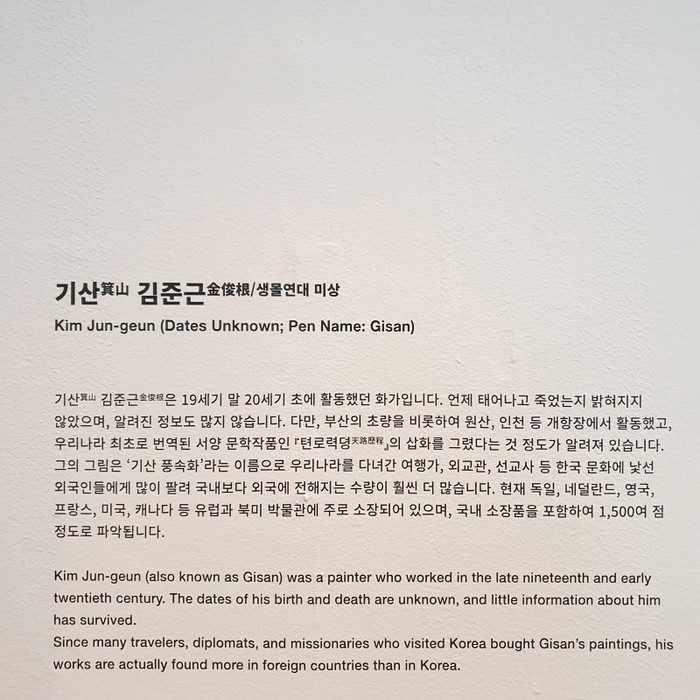 기산箕山 김준근金俊根/생몰연대 미상
Kim Jun-geun (Dates Unknown; Pen Name: Gisan)
기산箕山 김준근金俊根은 19세기 말 20세기 초에 활동했던 화가입니다. 언제 태어나고 죽었는지 밝혀지지
않았으며, 알려진 정보도 많지 않습니다. 다만, 부산의 초량을 비롯하여 원산, 인천 등 개항장에서 활동했고,
우리나라 최초로 번역된 서양 문학작품인 『텬로력뎡天路歷程』의 삽화를 그렸다는 것 정도가 알려져 있습니다.
그의 그림은 ‘기산 풍속화’라는 이름으로 우리나라를 다녀간 여행가, 외교관, 선교사 등 한국 문화에 낯선
외국인들에게 많이 팔려 국내보다 외국에 전해지는 수량이 훨씬 더 많습니다. 현재 독일, 네덜란드, 영국,
프랑스, 미국, 캐나다 등 유럽과 북미 박물관에 주로 소장되어 있으며, 국내 소장품을 포함하여 1,500여 점
정도로 파악됩니다.
Kim Jun-geun (also known as Gisan) was a painter who worked in the late nineteenth and early
twentieth century. The dates of his birth and death are unknown, and little information about him
has survived.
Since many travelers, diplomats, and missionaries who visited Korea bought Gisan’s paintings, his
works are actually found more in foreign countries than in Korea.